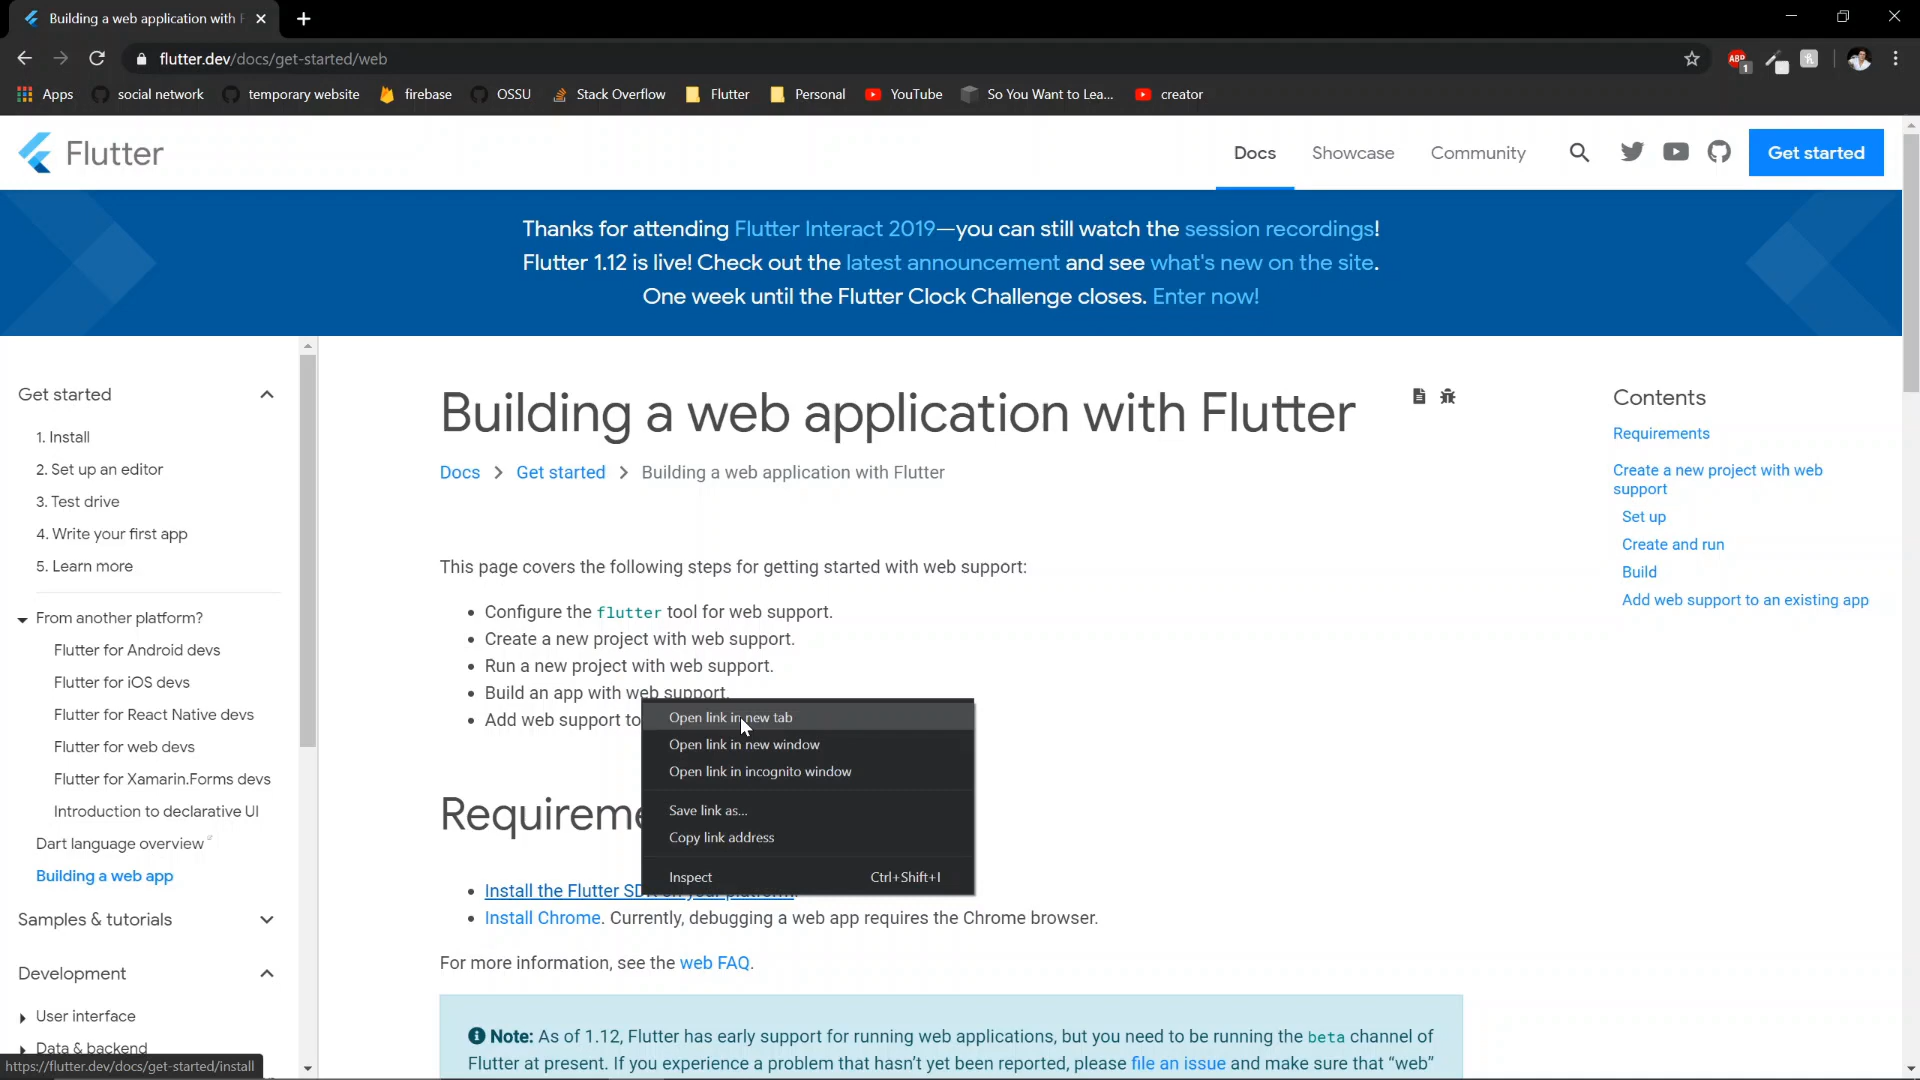 Building a web application with F
flutter.dev/docs/get-started/web
ABP
1
Apps
social network
temporary website
firebase
OSSU
Stack Overflow
Flutter
Personal
YouTube
So You Want to Lea...
creator
Flutter
Docs
Showcase
Community
Get started
Thanks for attending Flutter Interact 2019—you can still watch the session recordings!
Flutter 1.12 is live! Check out the latest announcement and see what's new on the site.
One week until the Flutter Clock Challenge closes. Enter now!
Get started
1. Install
2. Set up an editor
3. Test drive
4. Write your first app
5. Learn more
From another platform?
Flutter for Android devs
Flutter for iOS devs
Flutter for React Native devs
Flutter for web devs
Flutter for Xamarin.Forms devs
Introduction to declarative UI
Dart language overview
Building a web app
Samples & tutorials
Development
User interface
Data & backend
https://flutter.dev/docs/get-started/install
Building a web application with Flutter
Docs > Get started > Building a web application with Flutter
This page covers the following steps for getting started with web support:
• Configure the flutter tool for web support.
• Create a new project with web support.
• Run a new project with web support.
• Build an app with web support.
• Add web support to
Open link in new tab
Open link in new window
Open link in incognito window
Save link as...
Copy link address
Inspect Ctrl+Shift+I
Requireme
• Install the Flutter SDK on your platform.
• Install Chrome. Currently, debugging a web app requires the Chrome browser.
For more information, see the web FAQ.
Note: As of 1.12, Flutter has early support for running web applications, but you need to be running the beta channel of
Flutter at present. If you experience a problem that hasn't yet been reported, please file an issue and make sure that “web”
Contents
Requirements
Create a new project with web
support
Set up
Create and run
Build
Add web support to an existing app